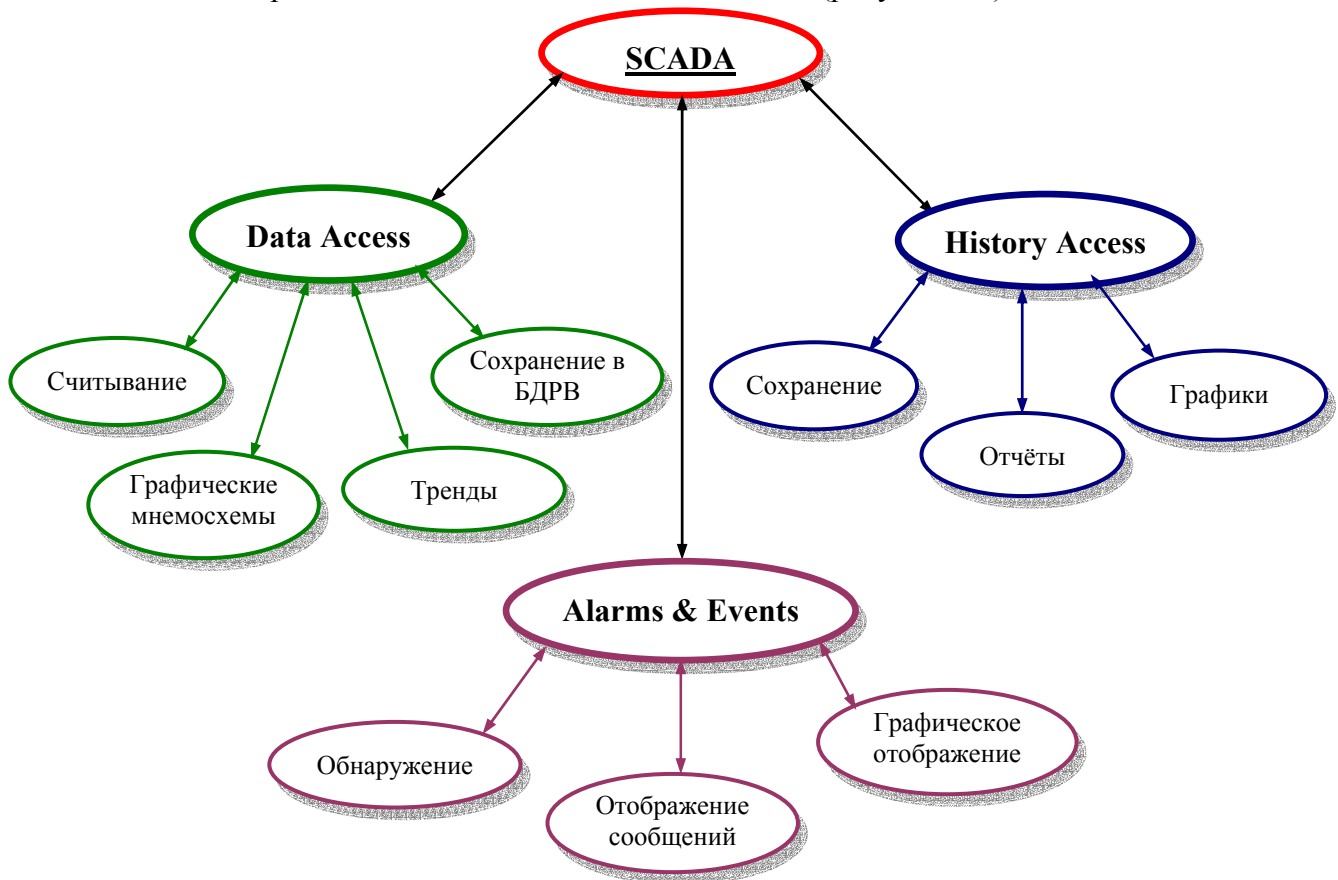 SCADA
Data Access
History Access
Считывание
Сохранение в
БДРВ
Сохранение
Графики
Графические
мнемосхемы
Тренды
Отчёты
Alarms & Events
Обнаружение
Отображение
сообщений
Графическое
отображение